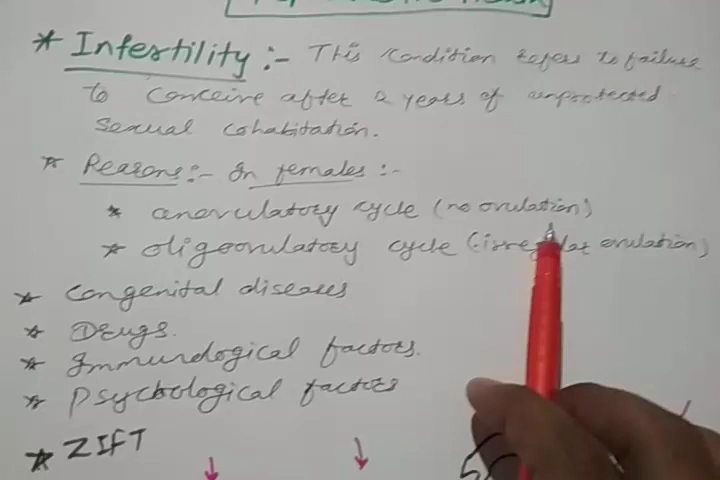 * Infertility :- This condition refers to failure
to conceive after 2 years of unprotected
sexual cohabitation.
* Reasons :- In females :-
* anovulatory cycle (no ovulation)
* oligoovulatory cycle (irregular ovulation)
* Congenital diseases
* Drugs.
* Immunological factors.
* Psychological factors
* ZIFT